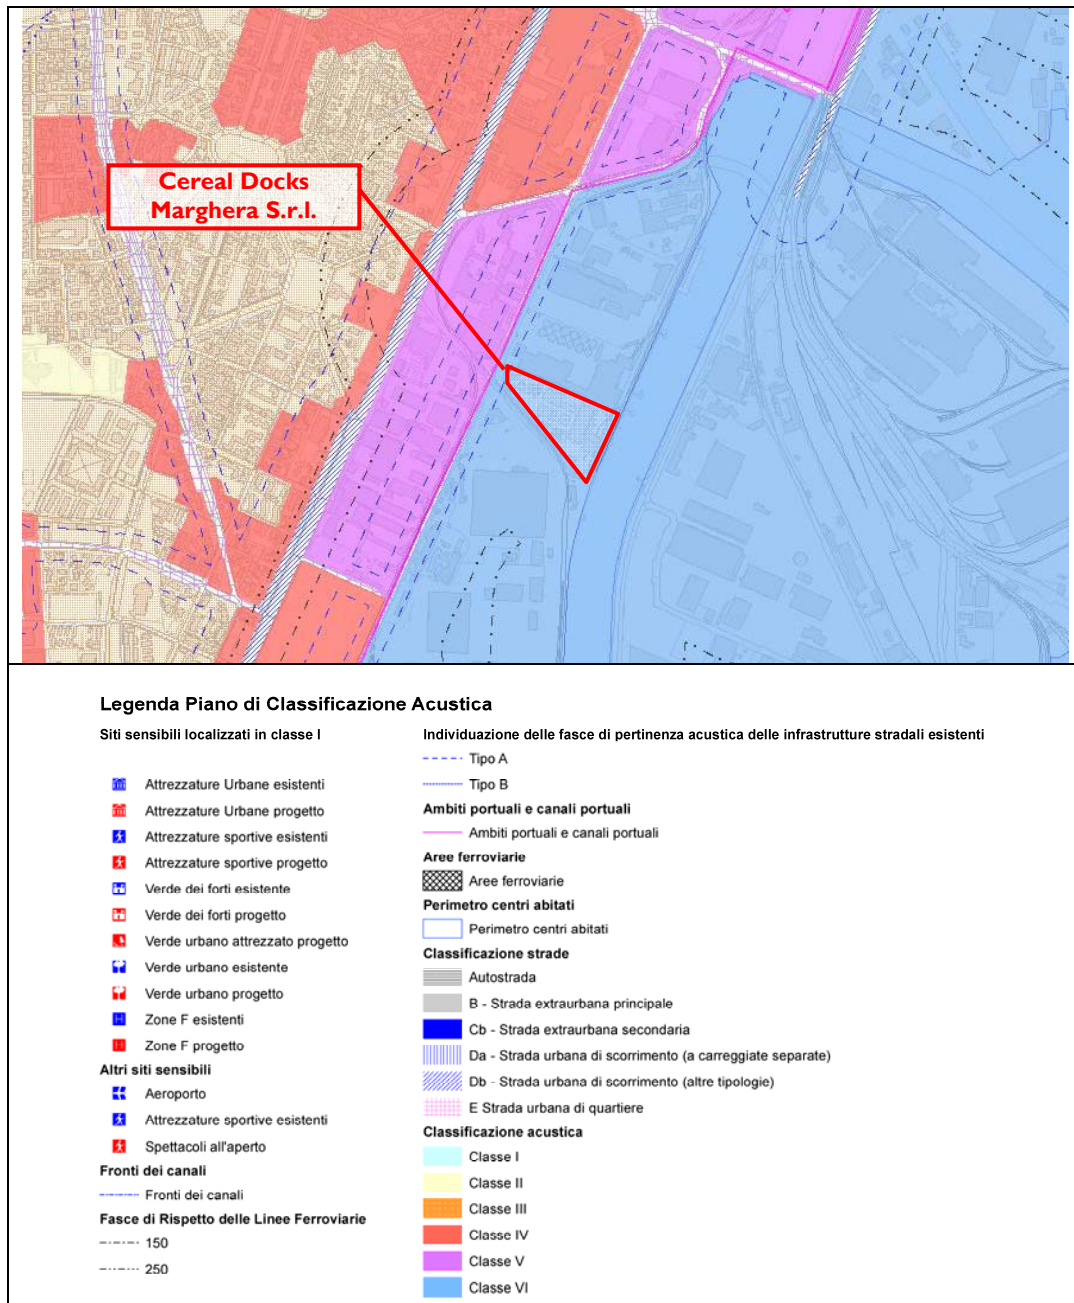 Cereal Docks
Marghera S.r.l.
Legenda Piano di Classificazione Acustica
Siti sensibili localizzati in classe I
Attrezzature Urbane esistenti
Attrezzature Urbane progetto
Attrezzature sportive esistenti
Attrezzature sportive progetto
Verde dei forti esistente
Verde dei forti progetto
Verde urbano attrezzato progetto
Verde urbano esistente
Verde urbano progetto
Zone F esistenti
Zone F progetto
Altri siti sensibili
Aeroporto
Attrezzature sportive esistenti
Spettacoli all'aperto
Fronti dei canali
Fronti dei canali
Fasce di Rispetto delle Linee Ferroviarie
150
250
Individuazione delle fasce di pertinenza acustica delle infrastrutture stradali esistenti
Tipo A
Tipo B
Ambiti portuali e canali portuali
Ambiti portuali e canali portuali
Aree ferroviarie
Aree ferroviarie
Perimetro centri abitati
Perimetro centri abitati
Classificazione strade
Autostrada
B - Strada extraurbana principale
Cb - Strada extraurbana secondaria
Da - Strada urbana di scorrimento (a carreggiate separate)
Db - Strada urbana di scorrimento (altre tipologie)
E Strada urbana di quartiere
Classificazione acustica
Classe I
Classe II
Classe III
Classe IV
Classe V
Classe VI